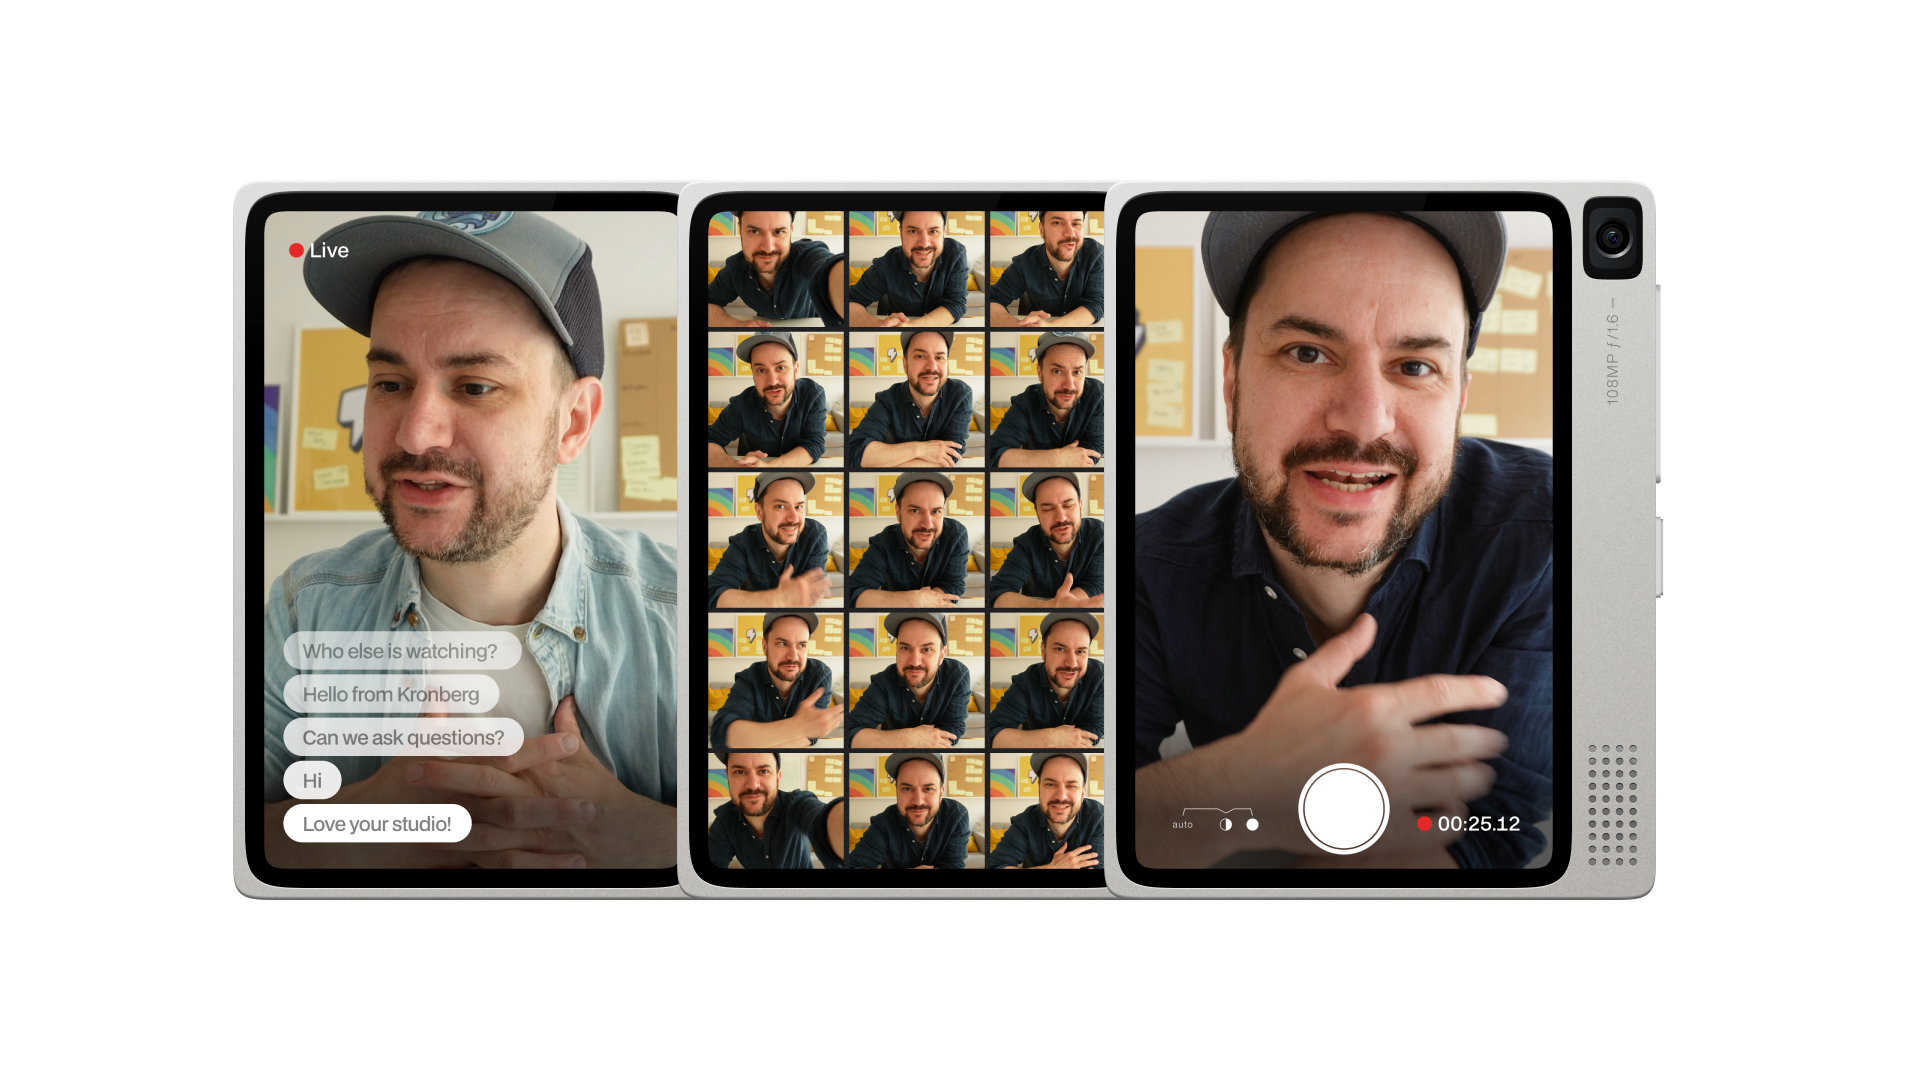 Live
Who else is watching?
Hello from Kronberg
Can we ask questions?
Hi
Love your studio!
auto
00:25.12
108MP ƒ/1.6 –